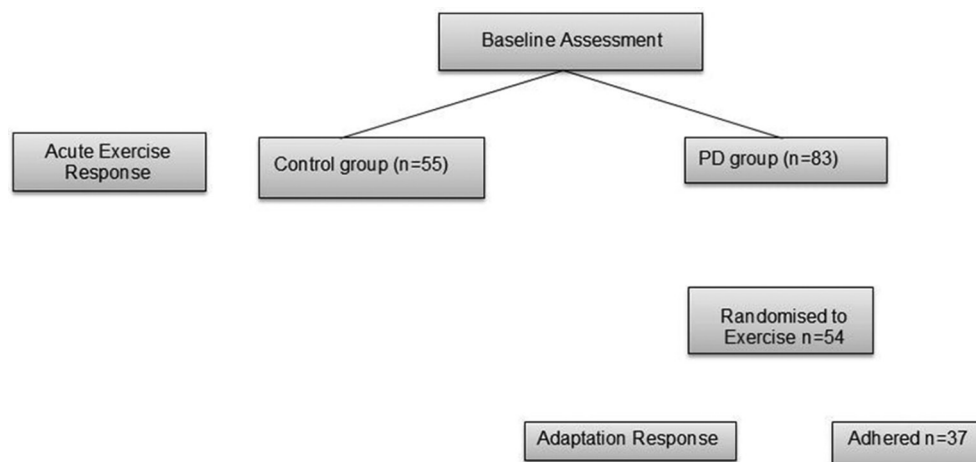 Baseline Assessment
Acute Exercise
Response
Control group (n=55)
PD group (n=83)
Randomised to
Exercise n=54
Adaptation Response
Adhered n=37